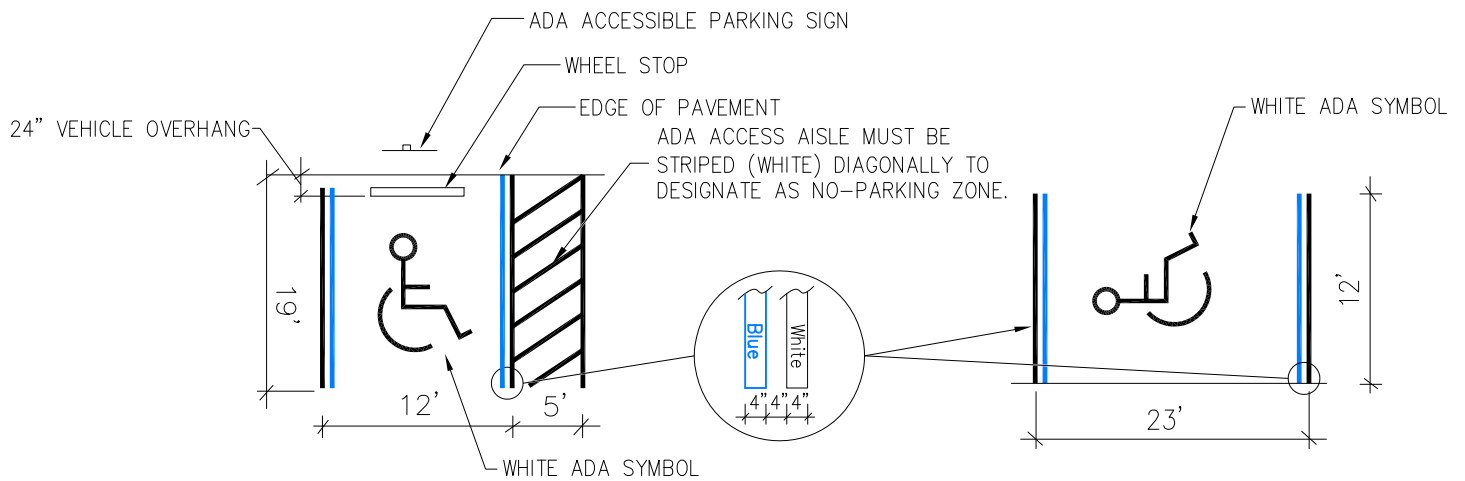 ADA ACCESSIBLE PARKING SIGN
WHEEL STOP
EDGE OF PAVEMENT
24" VEHICLE OVERHANG
ADA ACCESS AISLE MUST BE
STRIPED (WHITE) DIAGONALLY TO
DESIGNATE AS NO-PARKING ZONE.
19'
12'
5'
WHITE ADA SYMBOL
Blue
White
4" 4" 4"
WHITE ADA SYMBOL
12'
23'